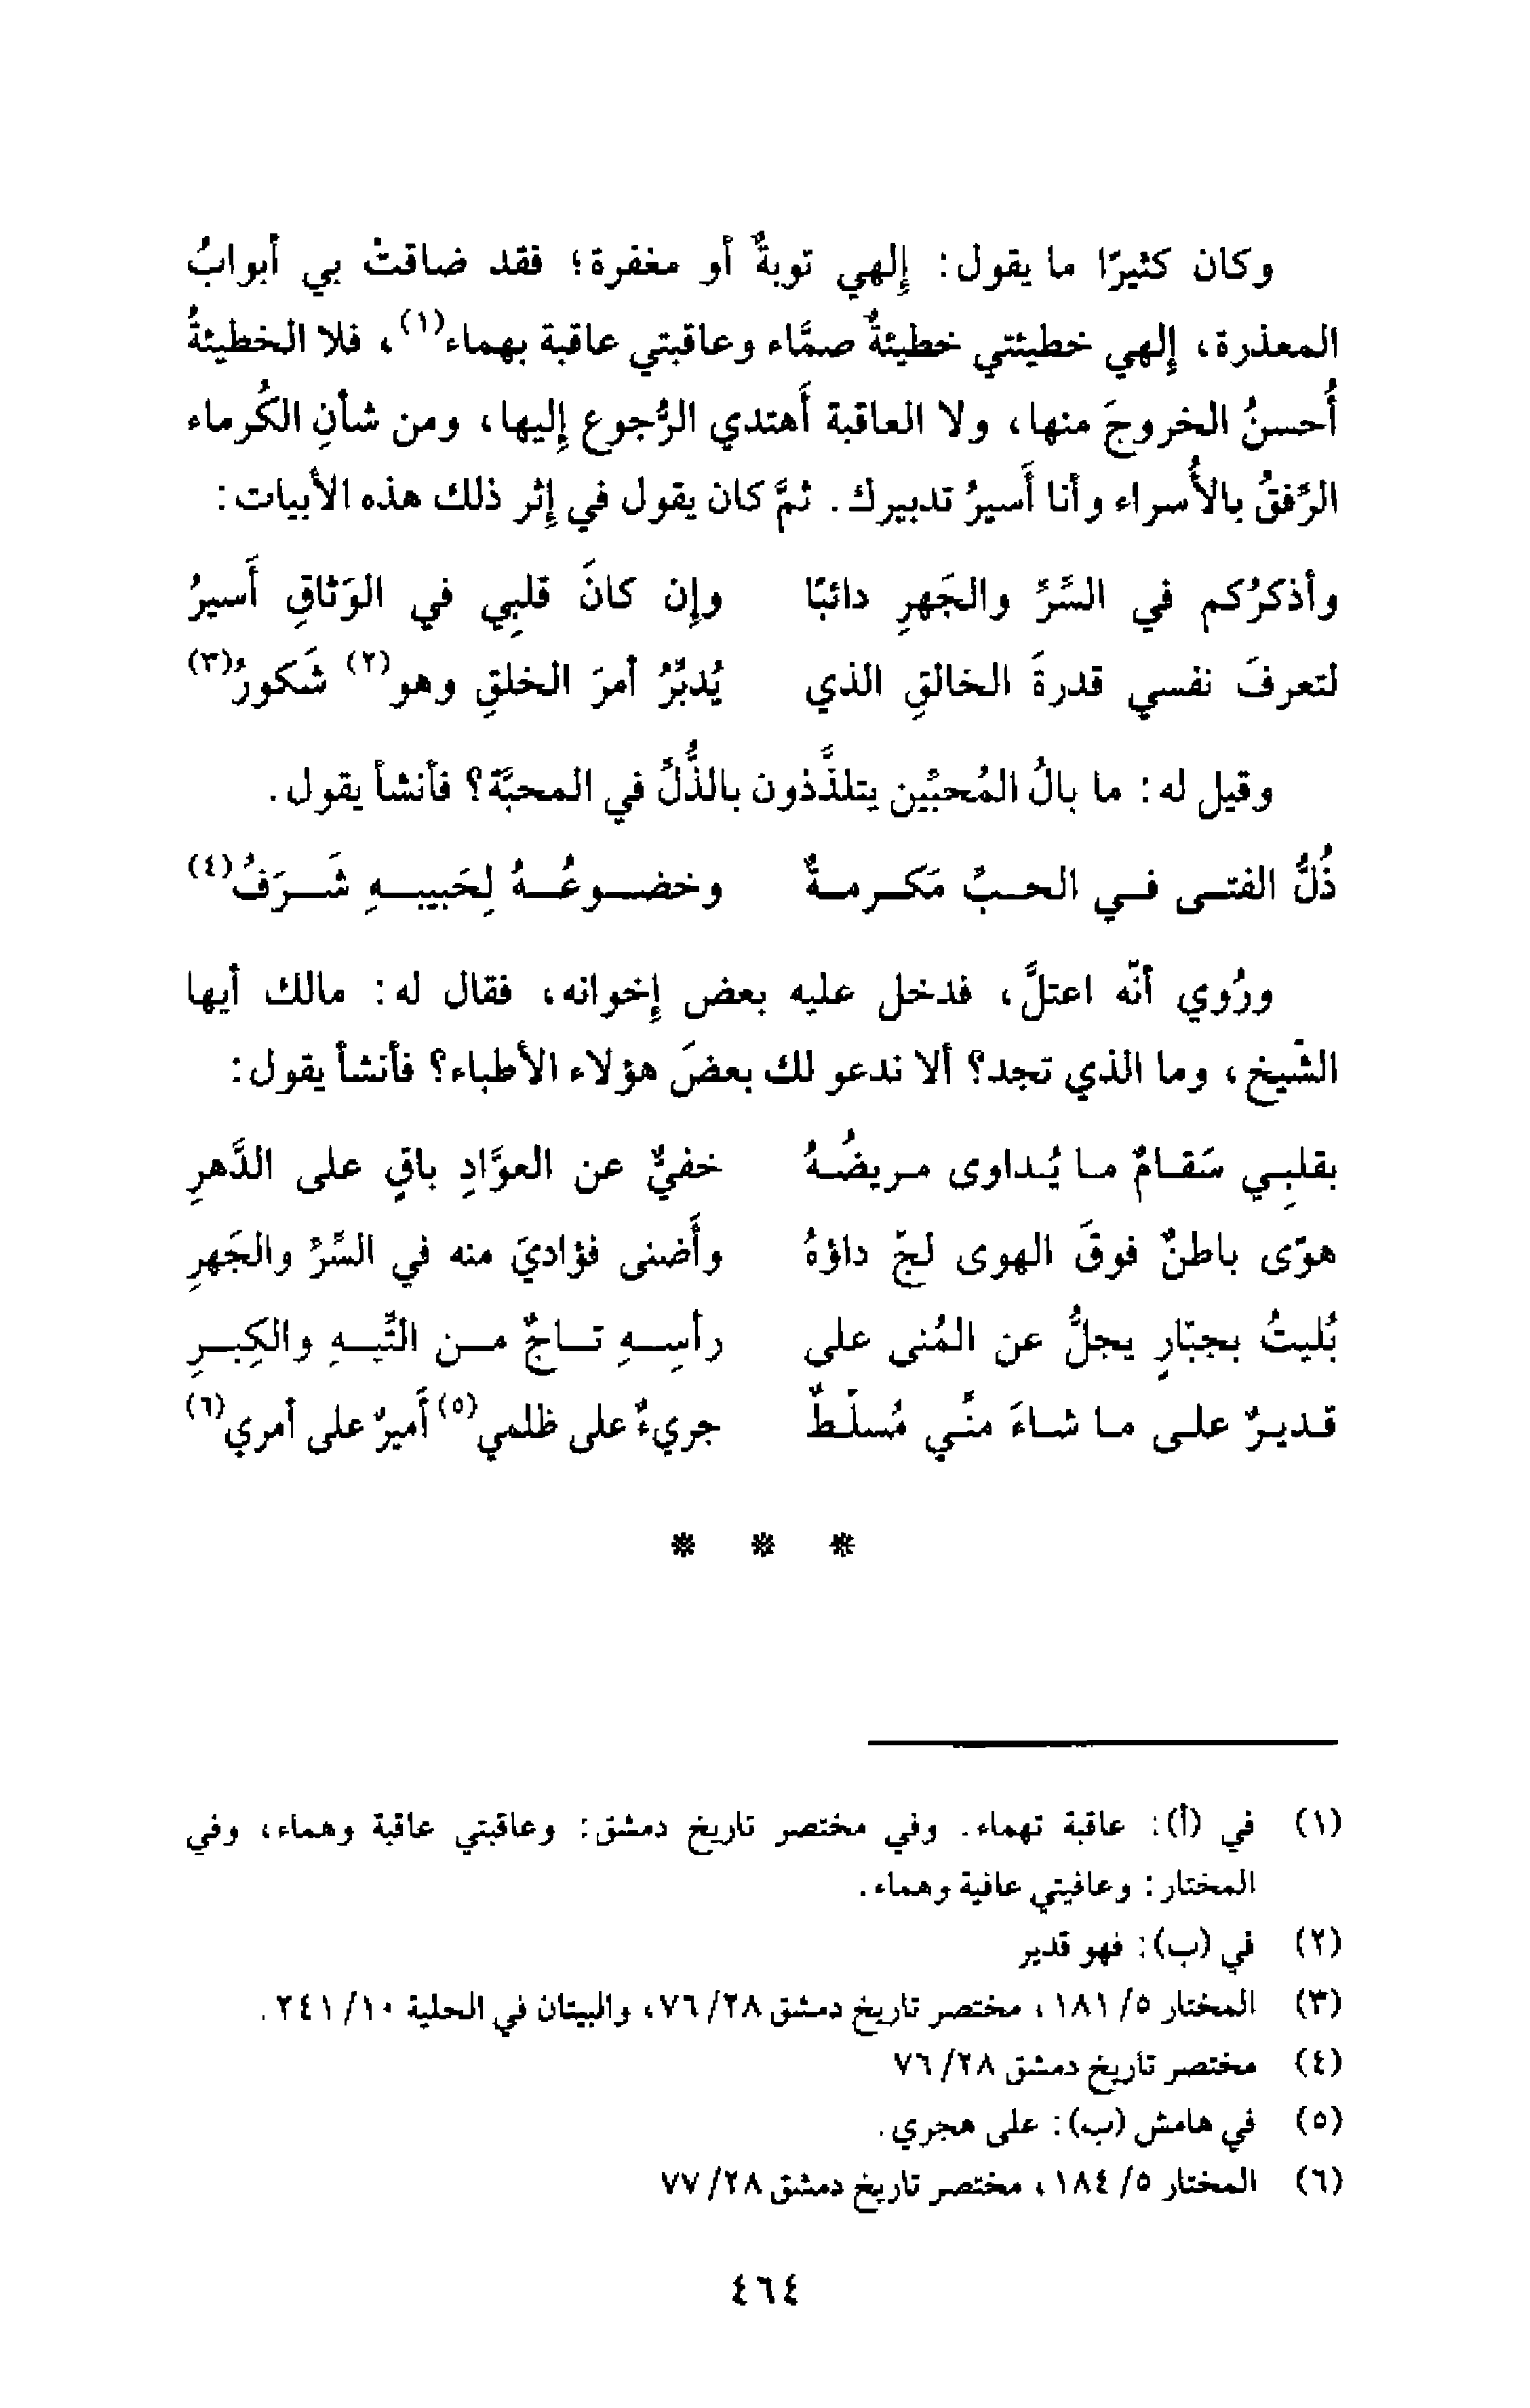 وكان كثيرًا ما يقول: إلهي توبةٌ أو مغفرة؛ فقد ضاقتْ بي أبوابُ
المعذرة، إلهي خطيئتي خطيئةٌ صمَّاء وعاقبتي عاقبة بهماء(١)، فلا الخطيئةُ
أُحسنُ الخروجَ منها، ولا العاقبة أَهتدي الرُّجوع إليها، ومن شأنِ الكُرماء
الرِّفقُ بالأُسراء وأنا أَسيرُ تدبيرك. ثمَّ كان يقول في إثر ذلك هذه الأبيات:
وأذكرُكم في السِّرِّ والجَهرِ دائبًا وإن كانَ قلبِي في الوَثاقِ أَسيرُ
لتعرفَ نفسي قدرةَ الخالقِ الذي يُدبِّرُ أمرَ الخلقِ وهو(٢) شَكورُ(٣)
وقيل له: ما بالُ المُحبِّين يتلذَّذون بالذُّلِّ في المحبَّة؟ فأنشأ يقول.
ذُلُّ الفتى في الحبِّ مَكرمةٌ وخضوعُهُ لِحَبيبهِ شَرَفُ(٤)
ورُوي أنّه اعتلَّ، فدخل عليه بعض إخوانه، فقال له: مالك أيها
الشّيخ، وما الذي تجد؟ ألا ندعو لك بعضَ هؤلاء الأطباء؟ فأنشأ يقول:
بقلبِي سَقامٌ ما يُداوى مريضُهُ خفيٌّ عن العوَّادِ باقٍ على الدَّهرِ
هوًى باطنٌ فوقَ الهوى لجّ داؤهُ وأَضنى فؤاديَ منه في السِّرِّ والجَهرِ
بُليتُ بجبّارٍ يجلُّ عن المُنى على رأسِهِ تاجٌ من التِّيهِ والكِبرِ
قديرٌ على ما شاءَ منِّي مُسلّطٌ جريءٌ على ظلمي(٥) أَميرٌ على أمري(٦)
* * *
(١) في (أ): عاقبة تهماء. وفي مختصر تاريخ دمشق: وعاقبتي عاقبة وهماء، وفي
المختار: وعافيتي عافية وهماء.
(٢) في (ب): فهو قدير
(٣) المختار ٥/ ١٨١، مختصر تاريخ دمشق ٢٨/ ٧٦، والبيتان في الحلية ١٠/ ٢٤١.
(٤) مختصر تاريخ دمشق ٢٨/ ٧٦
(٥) في هامش (ب): على هجري.
(٦) المختار ٥/ ١٨٤، مختصر تاريخ دمشق ٢٨/ ٧٧
٤٦٤